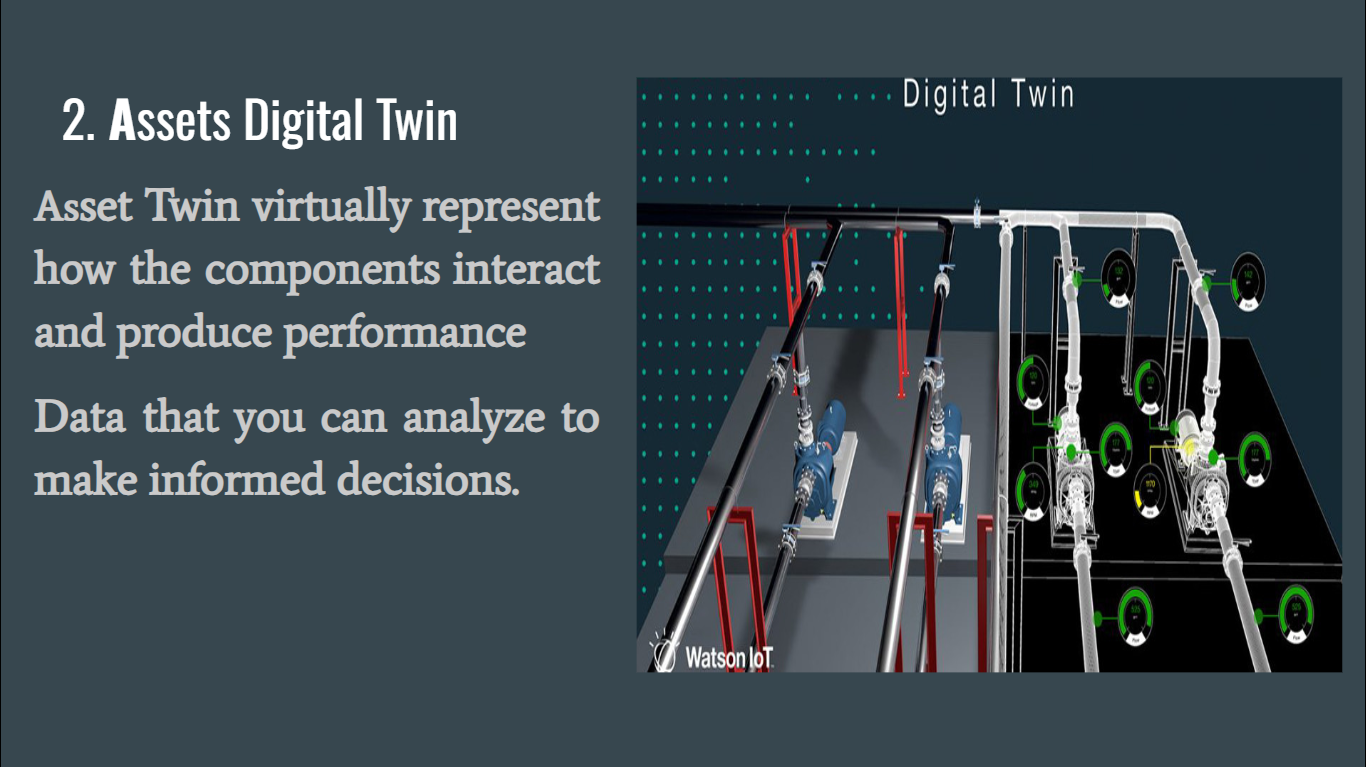 2. Assets Digital Twin
Asset Twin virtually represent
how the components interact
and produce performance
Data that you can analyze to
make informed decisions.
Digital Twin
Watson IoT